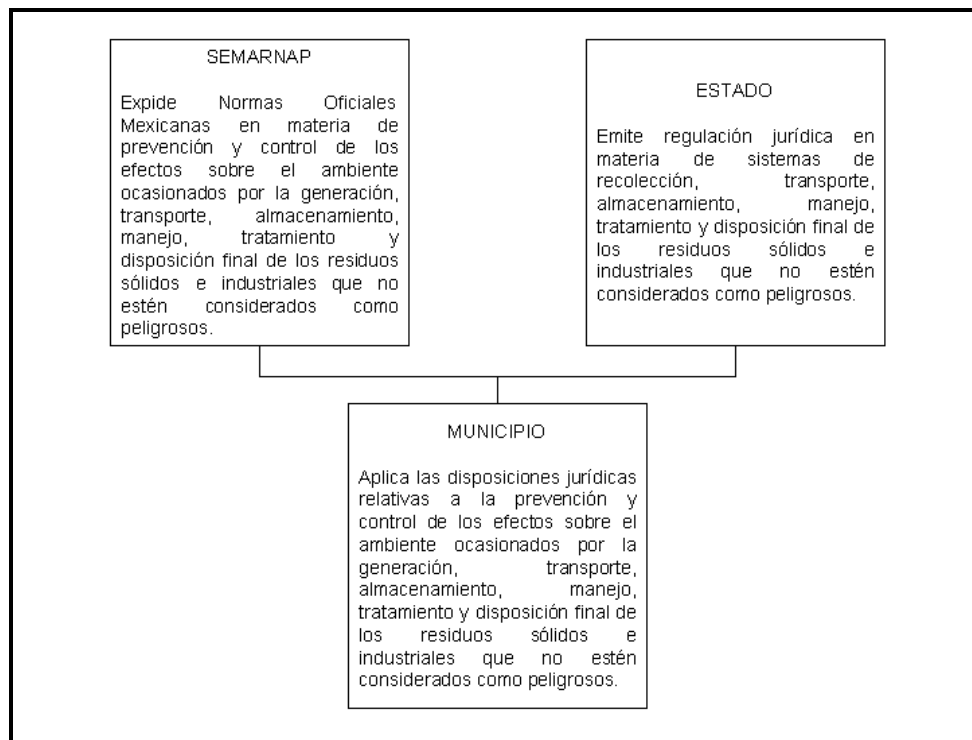 SEMARNAP
Expide Normas Oficiales
Mexicanas en materia de
prevención y control de los
efectos sobre el ambiente
ocasionados por la generación,
transporte, almacenamiento,
manejo, tratamiento y
disposición final de los residuos
sólidos e industriales que no
estén considerados como
peligrosos.
ESTADO
Emite regulación jurídica en
materia de sistemas de
recolección, transporte,
almacenamiento, manejo,
tratamiento y disposición final de
los residuos sólidos e
industriales que no estén
considerados como peligrosos.
MUNICIPIO
Aplica las disposiciones jurídicas
relativas a la prevención y
control de los efectos sobre el
ambiente ocasionados por la
generación, transporte,
almacenamiento, manejo,
tratamiento y disposición final de
los residuos sólidos e
industriales que no estén
considerados como peligrosos.